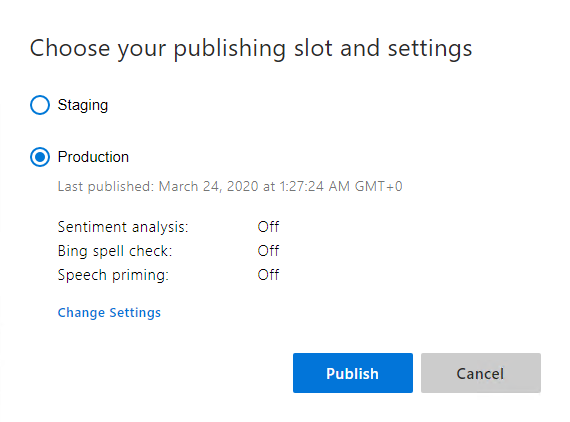 Choose your publishing slot and settings
Staging
Production
Last published: March 24, 2020 at 1:27:24 AM GMT+0
Sentiment analysis: Off
Bing spell check: Off
Speech priming: Off
Change Settings
Publish Cancel